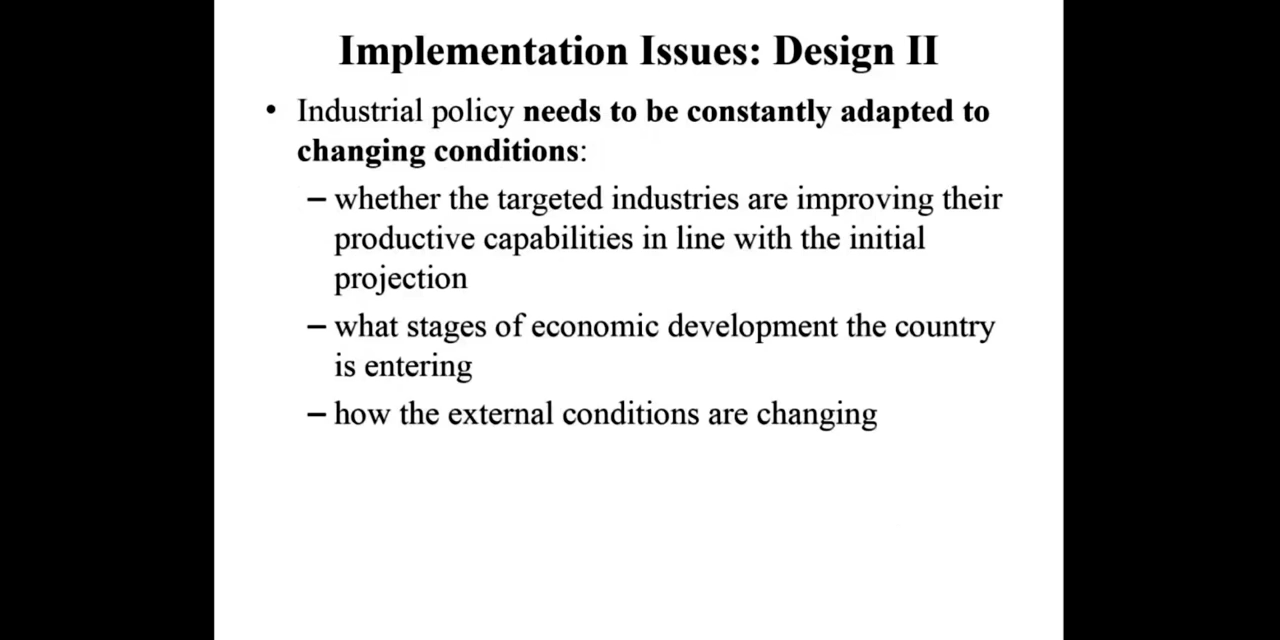 Implementation Issues: Design II
• Industrial policy needs to be constantly adapted to
changing conditions:
– whether the targeted industries are improving their
productive capabilities in line with the initial
projection
– what stages of economic development the country
is entering
– how the external conditions are changing